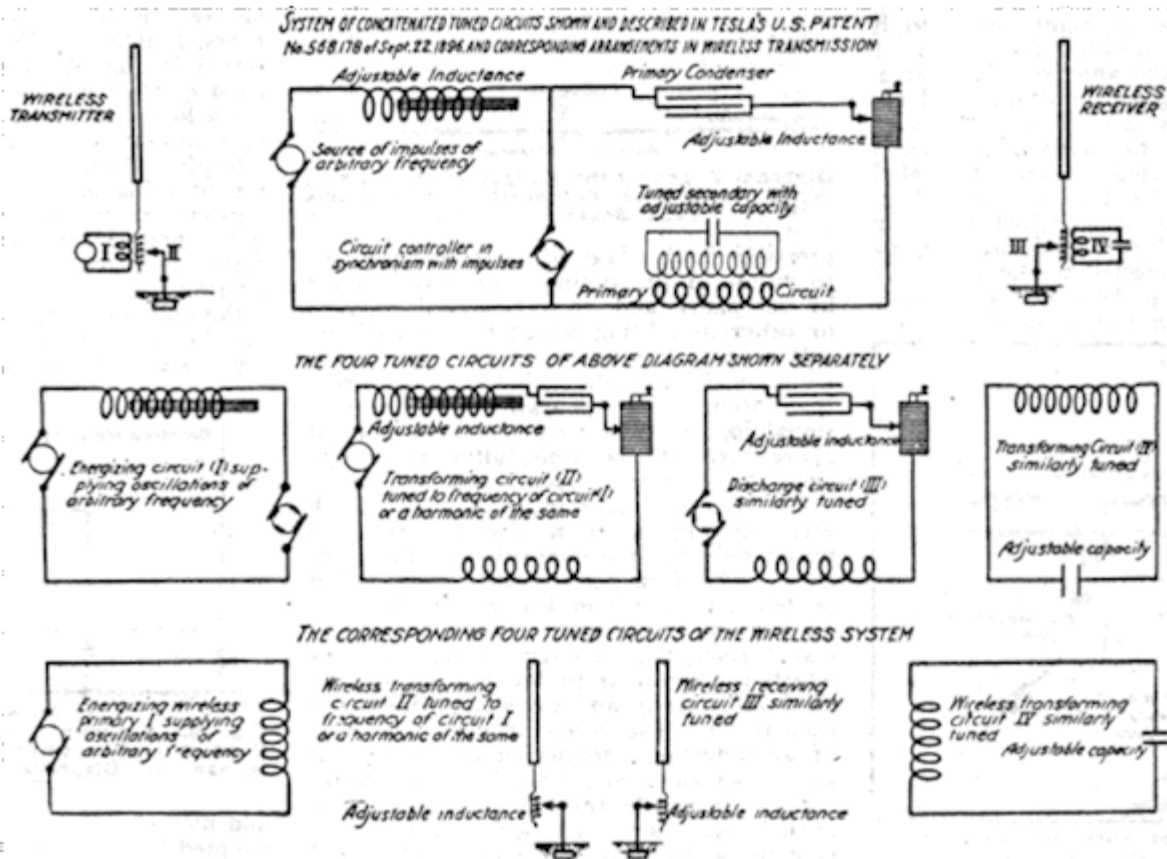 SYSTEM OF CONCATENATED TUNED CIRCUITS SHOWN AND DESCRIBED IN TESLA'S U.S. PATENT
No. 568,178 of Sept. 22, 1896, AND CORRESPONDING ARRANGEMENTS IN WIRELESS TRANSMISSION
WIRELESS
TRANSMITTER
I
II
Adjustable Inductance
Source of impulses of
arbitrary frequency
Circuit controller in
synchronism with impulses
Primary Condenser
Adjustable Inductance
Tuned secondary with
adjustable capacity
Primary Circuit
WIRELESS
RECEIVER
III
IV
THE FOUR TUNED CIRCUITS OF ABOVE DIAGRAM SHOWN SEPARATELY
Energizing circuit (I) sup-
plying oscillations of
arbitrary frequency
Adjustable inductance
Transforming circuit (II)
tuned to frequency of circuit (I)
or a harmonic of the same
Adjustable inductance
Discharge circuit (III)
similarly tuned
Transforming Circuit (IV)
similarly tuned
Adjustable capacity
THE CORRESPONDING FOUR TUNED CIRCUITS OF THE WIRELESS SYSTEM
Energizing wireless
primary I supplying
oscillations of
arbitrary frequency
Wireless transforming
circuit II tuned to
frequency of circuit I
or a harmonic of the same
Adjustable inductance
Wireless receiving
circuit III similarly
tuned
Adjustable inductance
Wireless transforming
circuit IV similarly
tuned
Adjustable capacity